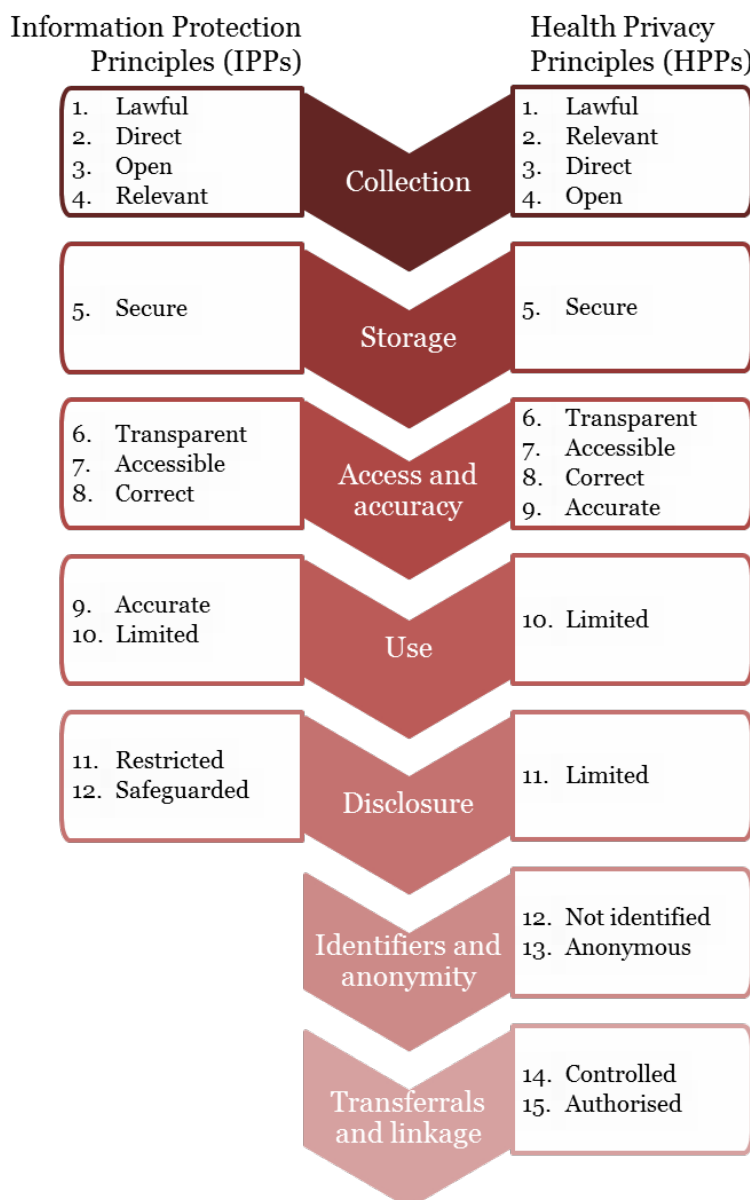 Information Protection
Principles (IPPs)
Health Privacy
Principles (HPPs)
1. Lawful
2. Direct
3. Open
4. Relevant
Collection
1. Lawful
2. Relevant
3. Direct
4. Open
5. Secure
Storage
5. Secure
6. Transparent
7. Accessible
8. Correct
Access and
accuracy
6. Transparent
7. Accessible
8. Correct
9. Accurate
9. Accurate
10. Limited
Use
10. Limited
11. Restricted
12. Safeguarded
Disclosure
11. Limited
Identifiers and
anonymity
12. Not identified
13. Anonymous
Transferrals
and linkage
14. Controlled
15. Authorised